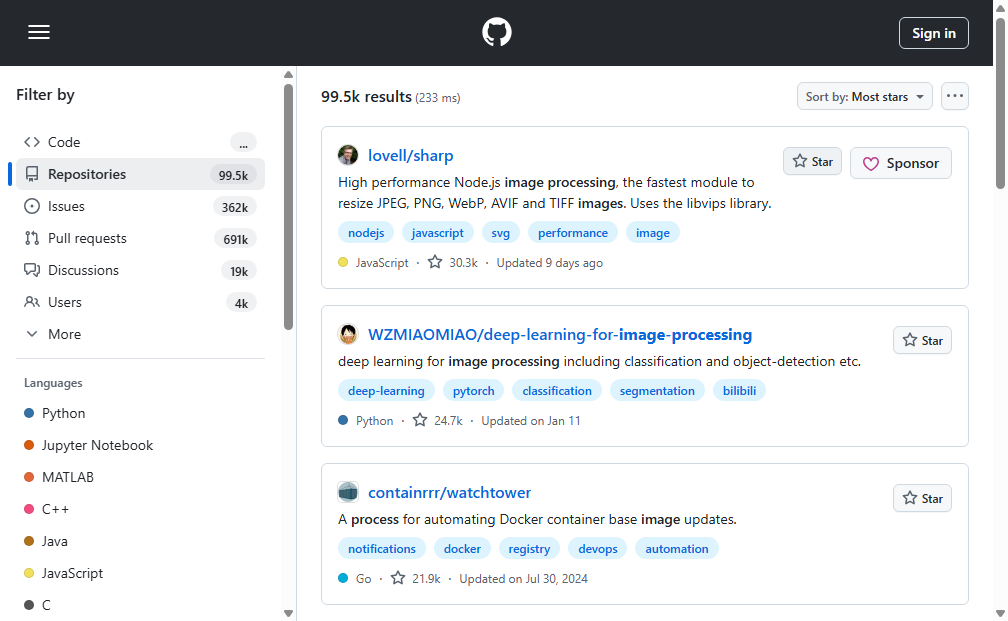 Sign in
Filter by
Code
...
Repositories
99.5k
Issues
362k
Pull requests
691k
Discussions
19k
Users
4k
More
Languages
Python
Jupyter Notebook
MATLAB
C++
Java
JavaScript
C
99.5k results (233 ms)
Sort by: Most stars
lovell/sharp
Star
Sponsor
High performance Node.js image processing, the fastest module to
resize JPEG, PNG, WebP, AVIF and TIFF images. Uses the libvips library.
nodejs javascript svg performance image
JavaScript · 30.3k · Updated 9 days ago
WZMIAOMIAO/deep-learning-for-image-processing
Star
deep learning for image processing including classification and object-detection etc.
deep-learning pytorch classification segmentation bilibili
Python · 24.7k · Updated on Jan 11
containrrr/watchtower
Star
A process for automating Docker container base image updates.
notifications docker registry devops automation
Go · 21.9k · Updated on Jul 30, 2024